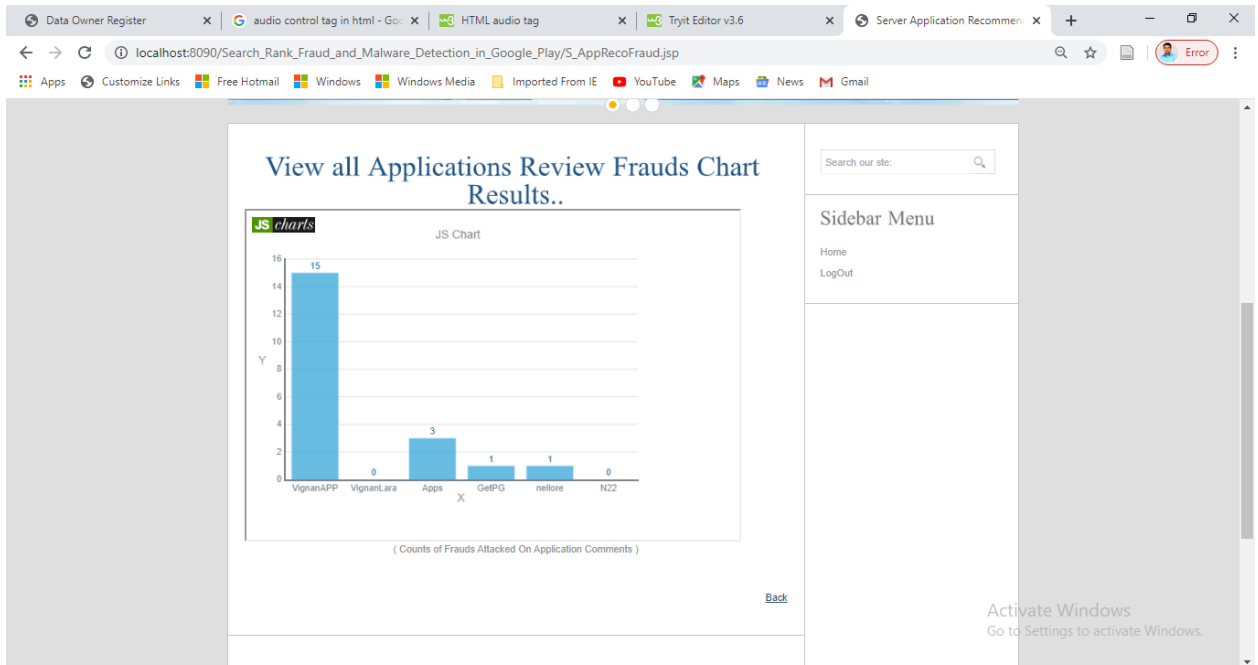 Data Owner Register
audio control tag in html - Goo
HTML audio tag
Tryit Editor v3.6
Server Application Recommen
localhost:8090/Search_Rank_Fraud_and_Malware_Detection_in_Google_Play/S_AppRecoFraud.jsp
Error
Apps Customize Links Free Hotmail Windows Windows Media Imported From IE YouTube Maps News Gmail
View all Applications Review Frauds Chart
Results..
JS charts
JS Chart
16
15
14
12
10
Y
8
6
4
3
2
1 1
0 0 0
VignanAPP VignanLara Apps GetPG nellore N22
X
( Counts of Frauds Attacked On Application Comments )
Back
Search our ste:
Sidebar Menu
Home
LogOut
Activate Windows
Go to Settings to activate Windows.